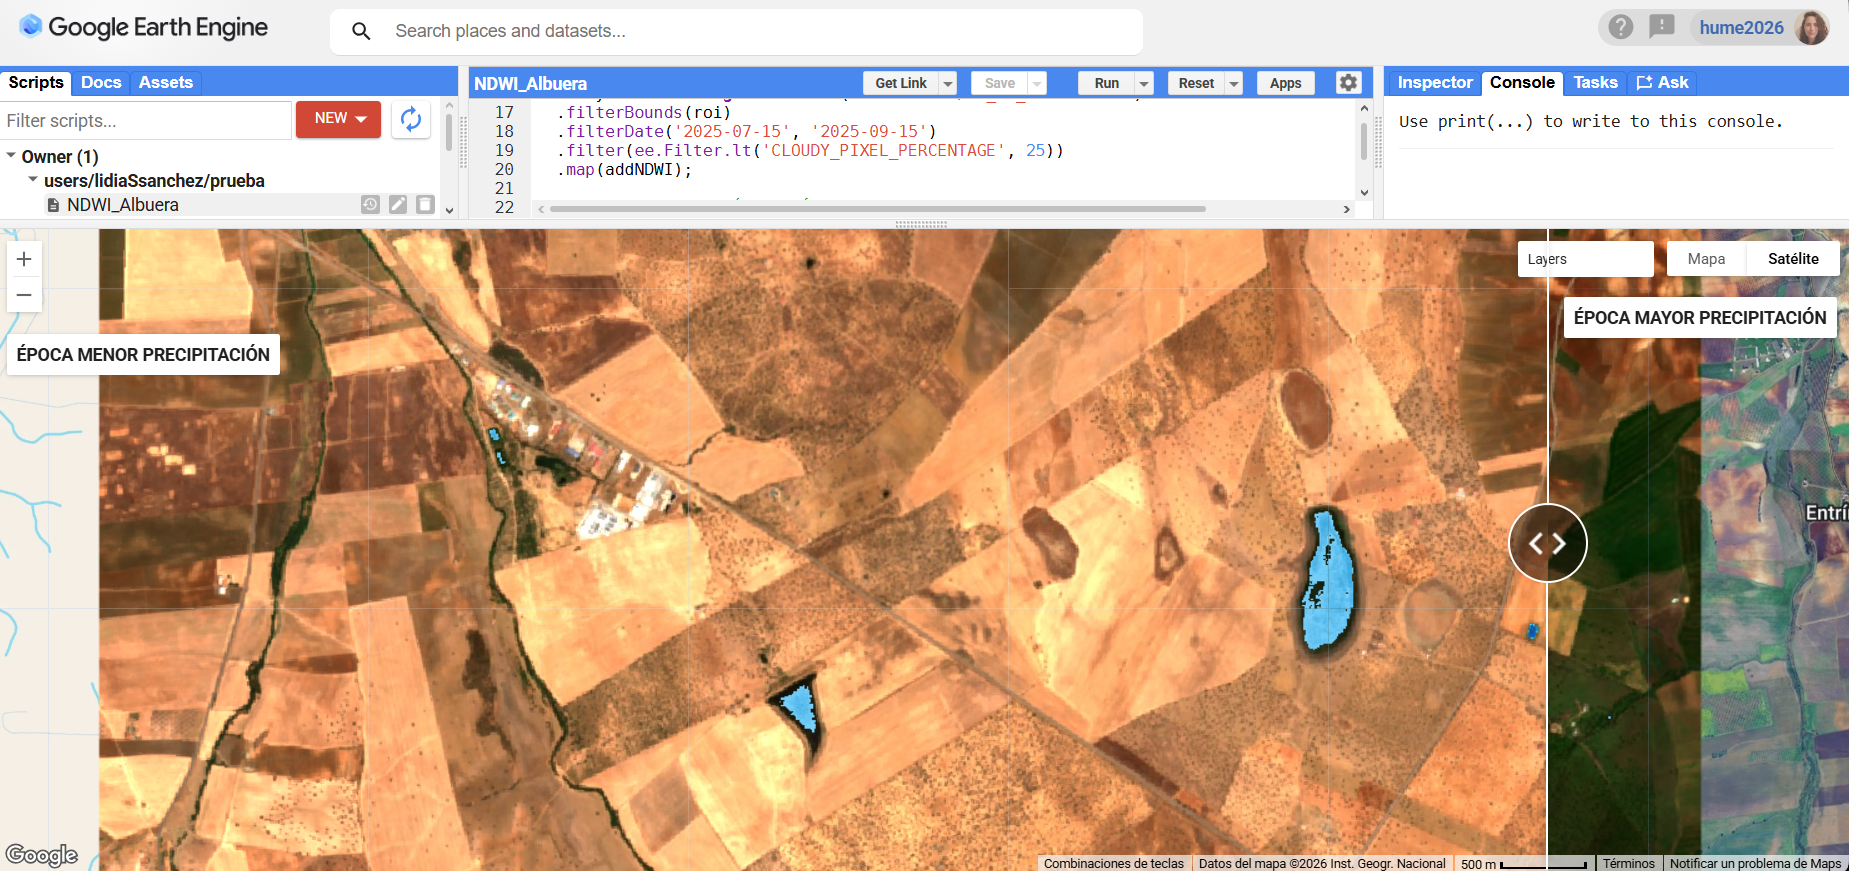 Google Earth Engine
Search places and datasets...
hume2026
Scripts
Docs
Assets
NDWI_Albuera
Get Link
Save
Run
Reset
Apps
Inspector
Console
Tasks
Ask
Filter scripts...
NEW
Owner (1)
users/lidiaSsanchez/prueba
NDWI_Albuera
17 .filterBounds(roi)
18 .filterDate('2025-07-15', '2025-09-15')
19 .filter(ee.Filter.lt('CLOUDY_PIXEL_PERCENTAGE', 25))
20 .map(addNDWI);
21
22
Use print(...) to write to this console.
Layers
Mapa
Satélite
ÉPOCA MAYOR PRECIPITACIÓN
ÉPOCA MENOR PRECIPITACIÓN
Entrí
Google
Combinaciones de teclas
Datos del mapa ©2026 Inst. Geogr. Nacional
500 m
Términos
Notificar un problema de Maps